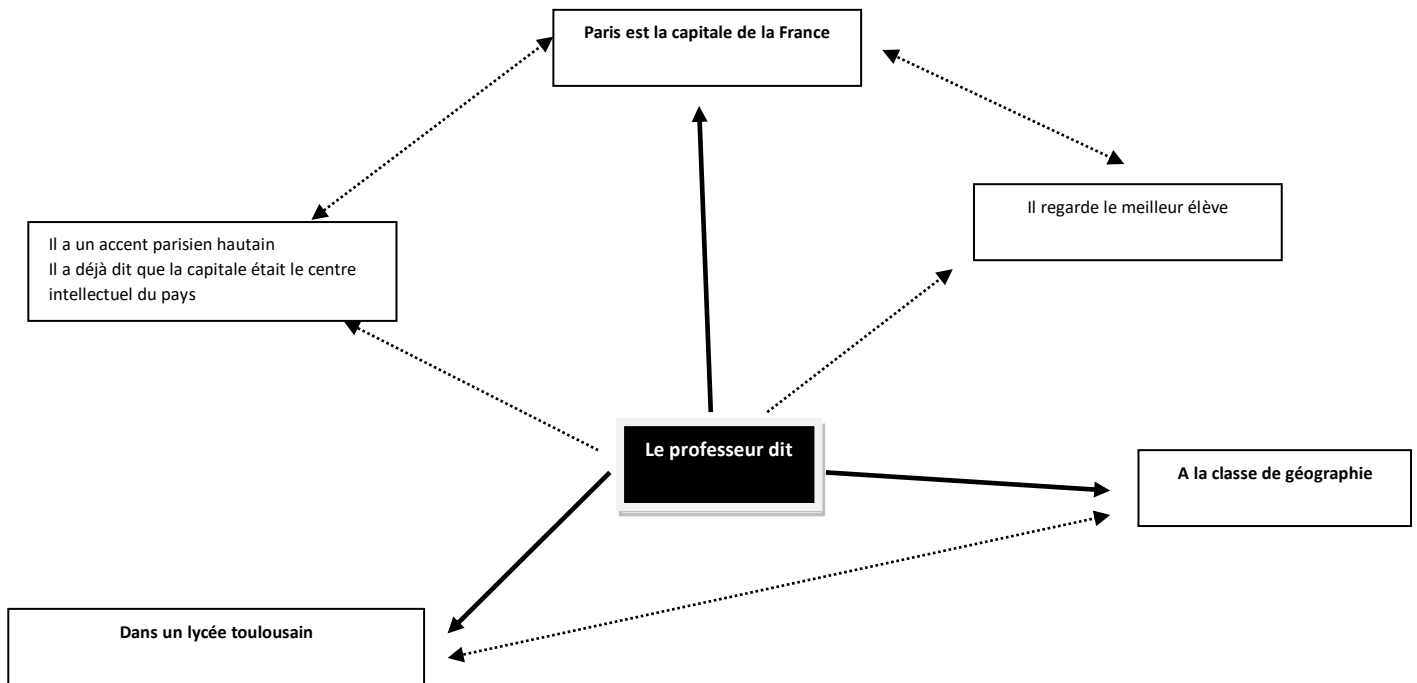 Paris est la capitale de la France
Il regarde le meilleur élève
Il a un accent parisien hautain
Il a déjà dit que la capitale était le centre
intellectuel du pays
Le professeur dit
A la classe de géographie
Dans un lycée toulousain